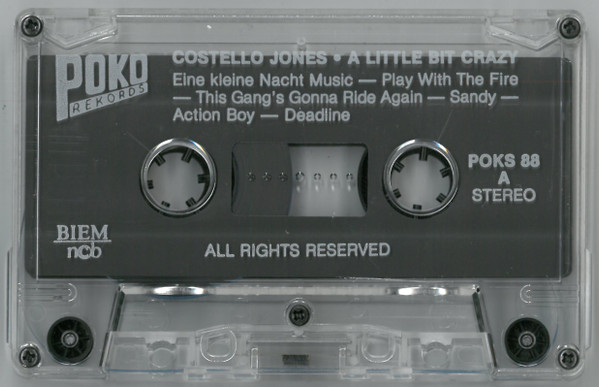 POKO
REKORDS
COSTELLO JONES • A LITTLE BIT CRAZY
Eine kleine Nacht Music — Play With The Fire
— This Gang's Gonna Ride Again — Sandy —
Action Boy — Deadline
POKS 88
A
STEREO
BIEM
ncb
ALL RIGHTS RESERVED